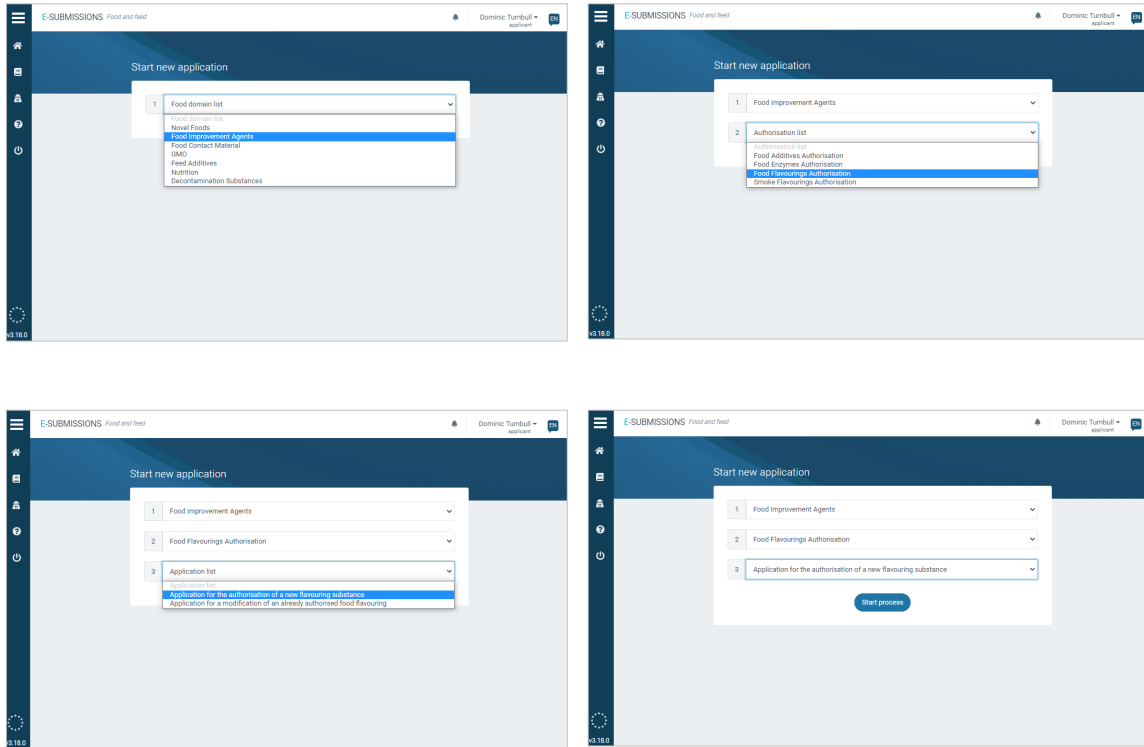 E-SUBMISSIONS Food and feed
Dominic Turnbull
applicant
EN
Start new application
1 Food domain list
Food domain list
Novel Foods
Food Improvement Agents
Food Contact Material
GMO
Feed Additives
Nutrition
Decontamination Substances
v3.18.0
E-SUBMISSIONS Food and feed
Dominic Turnbull
applicant
EN
Start new application
1 Food Improvement Agents
2 Authorisation list
Authorisation list
Food Additives Authorisation
Food Enzymes Authorisation
Food Flavourings Authorisation
Smoke Flavourings Authorisation
v3.18.0
E-SUBMISSIONS Food and feed
Dominic Turnbull
applicant
EN
Start new application
1 Food Improvement Agents
2 Food Flavourings Authorisation
3 Application list
Application list
Application for the authorisation of a new flavouring substance
Application for a modification of an already authorised food flavouring
v3.18.0
E-SUBMISSIONS Food and feed
Dominic Turnbull
applicant
EN
Start new application
1 Food Improvement Agents
2 Food Flavourings Authorisation
3 Application for the authorisation of a new flavouring substance
Start process
v3.18.0